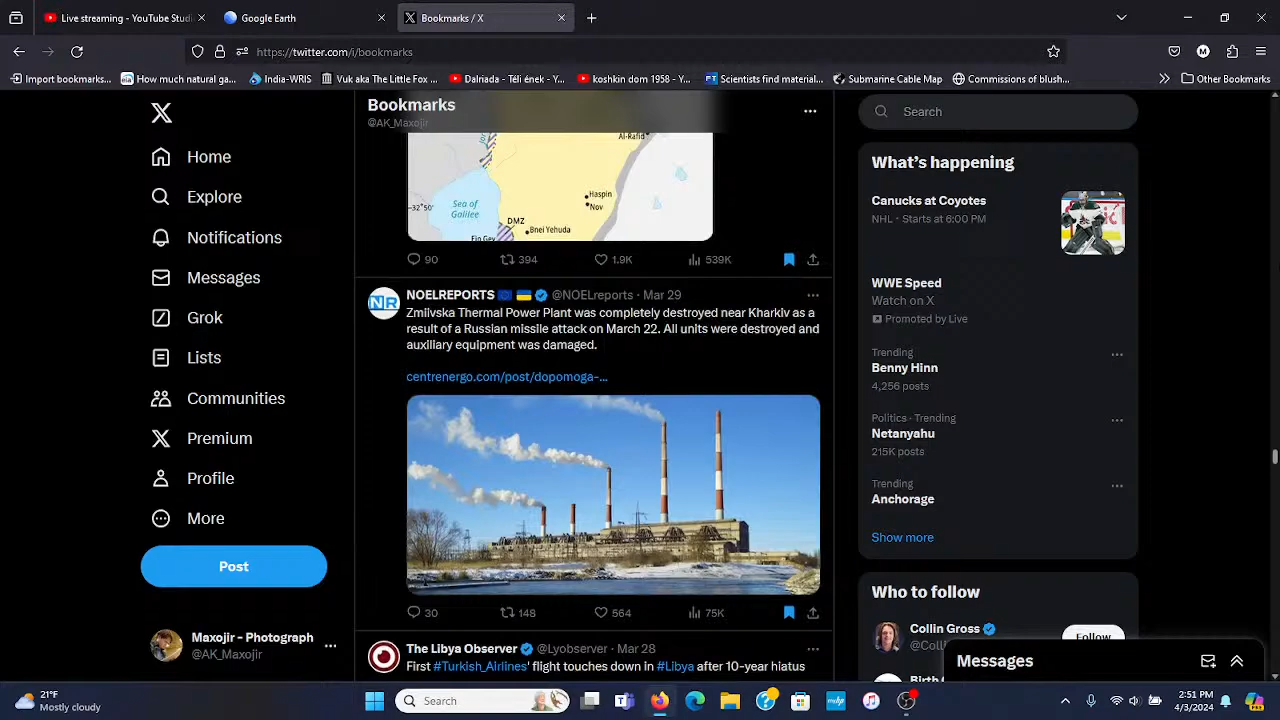 Live streaming - YouTube Studi
Google Earth
Bookmarks / X
https://twitter.com/i/bookmarks
M
Import bookmarks...
eia
How much natural ga...
India-WRIS
Vuk aka The Little Fox ...
Dalriada - Téli ének - Y...
koshkin dom 1958 - Y...
FT
Scientists find material...
Submarine Cable Map
Commissions of blush...
Other Bookmarks
Home
Explore
Notifications
Messages
Grok
Lists
Communities
Premium
Profile
More
Post
Maxojir - Photograph
@AK_Maxojir
Bookmarks
@AK_Maxojir
Al-Rafid
32°50'
Sea of
Galilee
Haspin
Nov
DMZ
Bnei Yehuda
Ein Gev
90
394
1.9K
539K
NR
NOELREPORTS @NOELreports · Mar 29
Zmiivska Thermal Power Plant was completely destroyed near Kharkiv as a
result of a Russian missile attack on March 22. All units were destroyed and
auxiliary equipment was damaged.
centrenergo.com/post/dopomoga-...
30
148
564
75K
The Libya Observer @Lyobserver · Mar 28
First #Turkish_Airlines' flight touches down in #Libya after 10-year hiatus
Search
What's happening
Canucks at Coyotes
NHL · Starts at 6:00 PM
WWE Speed
Watch on X
Promoted by Live
Trending
Benny Hinn
4,256 posts
Politics · Trending
Netanyahu
215K posts
Trending
Anchorage
Show more
Who to follow
Collin Gross
@Coll
Follow
Messages
21°F
Mostly cloudy
Search
2:51 PM
4/3/2024